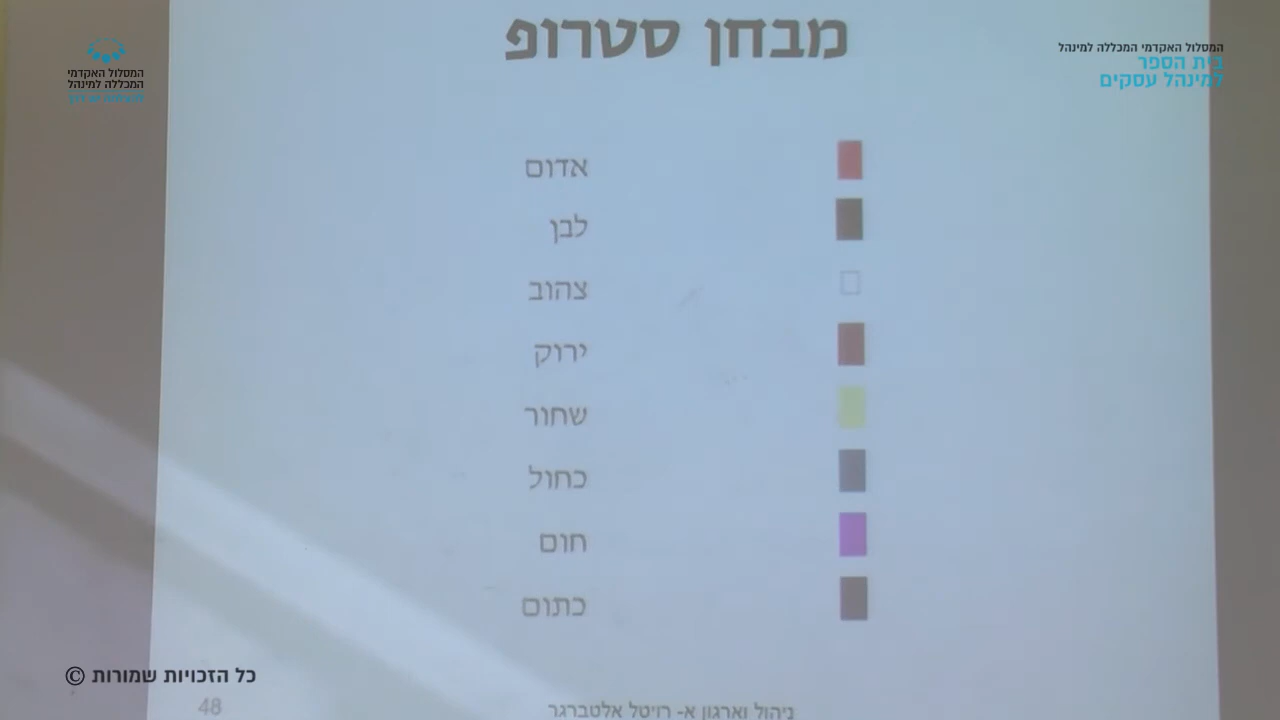 מבחן סטרופ
המסלול האקדמי המכללה למינהל
בית הספר
למינהל עסקים
המסלול האקדמי
המכללה למינהל
אדום
לבן
צהוב
ירוק
שחור
כחול
חום
כתום
כל הזכויות שמורות ©
ניהול וארגון א- רויטל אלטברגר
48